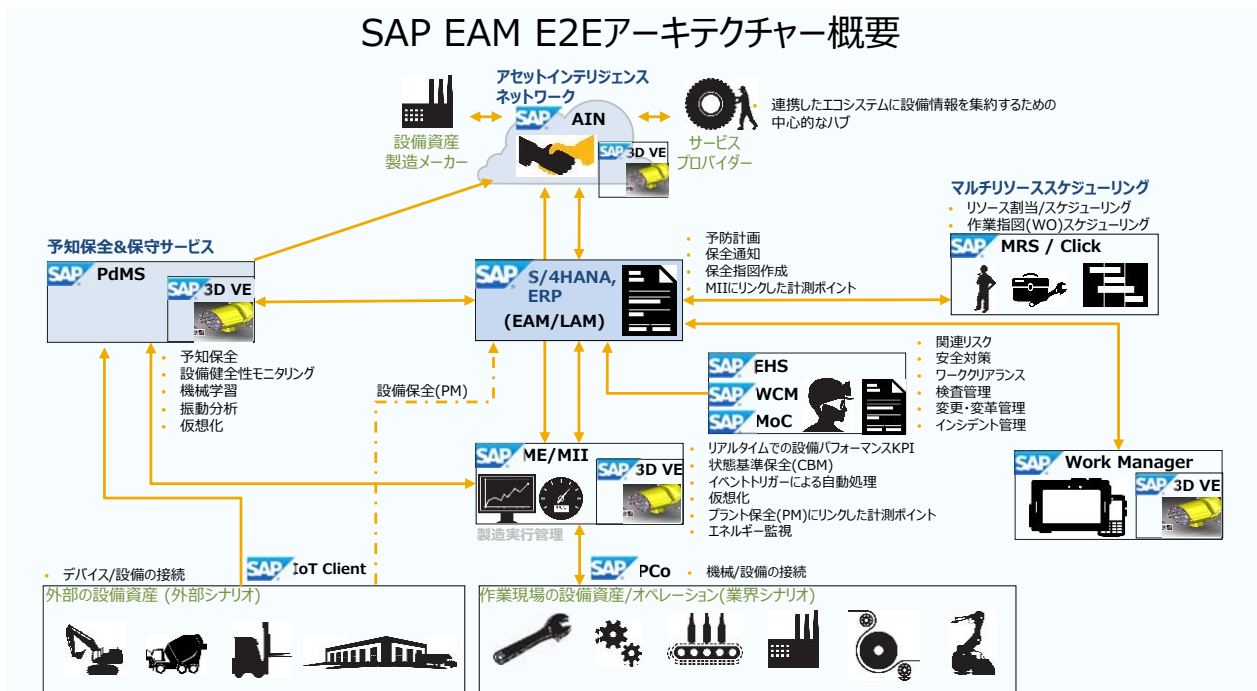 SAP EAM E2Eアーキテクチャー概要
アセットインテリジェンス
ネットワーク
SAP AIN
SAP 3D VE
設備資産
製造メーカー
サービス
プロバイダー
• 連携したエコシステムに設備情報を集約するための
中心的なハブ
マルチリソーススケジューリング
• リソース割当/スケジューリング
• 作業指図(WO)スケジューリング
SAP MRS / Click
予知保全&保守サービス
SAP PdMS
SAP 3D VE
• 予知保全
• 設備健全性モニタリング
• 機械学習
• 振動分析
• 仮想化
• 予防計画
• 保全通知
• 保全指図作成
• MIIにリンクした計測ポイント
SAP S/4HANA,
ERP
(EAM/LAM)
設備保全(PM)
SAP EHS
SAP WCM
SAP MoC
• 関連リスク
• 安全対策
• ワーククリアランス
• 検査管理
• 変更・変革管理
• インシデント管理
SAP ME/MII
SAP 3D VE
製造実行管理
• リアルタイムでの設備パフォーマンスKPI
• 状態基準保全(CBM)
• イベントトリガーによる自動処理
• 仮想化
• プラント保全(PM)にリンクした計測ポイント
• エネルギー監視
SAP Work Manager
SAP 3D VE
• デバイス/設備の接続
SAP IoT Client
外部の設備資産 (外部シナリオ)
SAP PCo
• 機械/設備の接続
作業現場の設備資産/オペレーション(業界シナリオ)